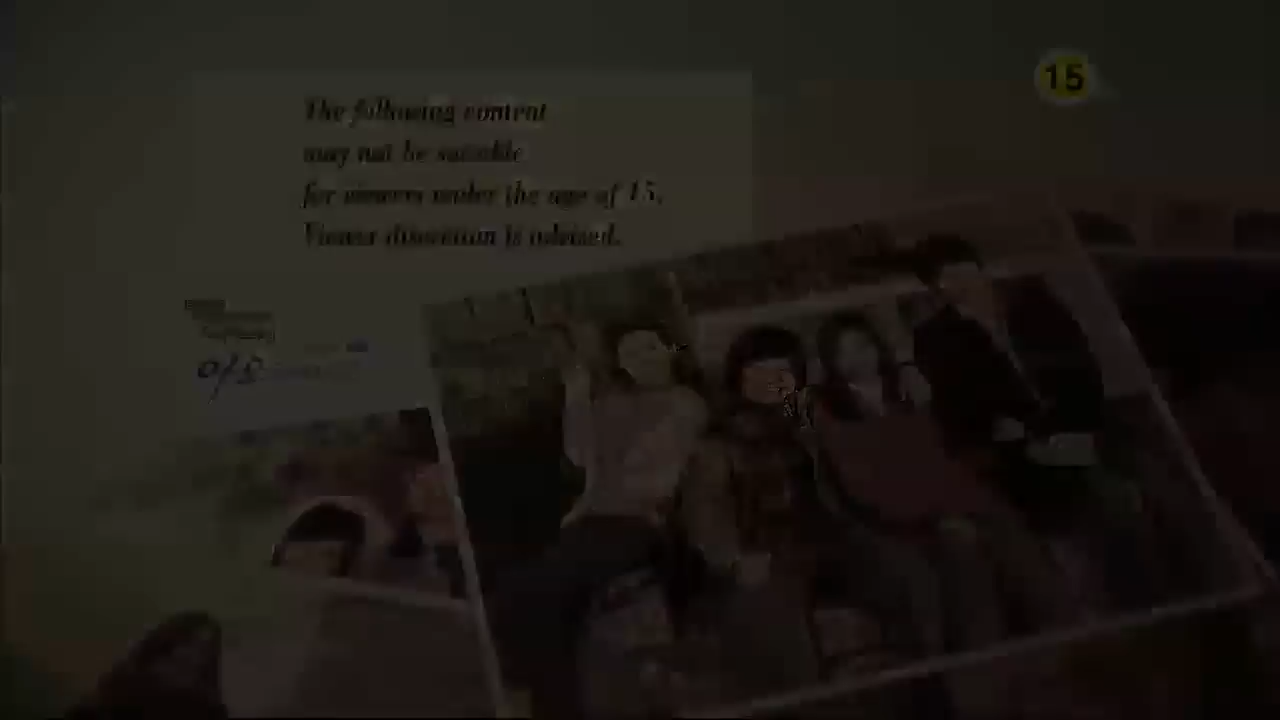 15
The following content
may not be suitable
for viewers under the age of 15.
Viewer discretion is advised.